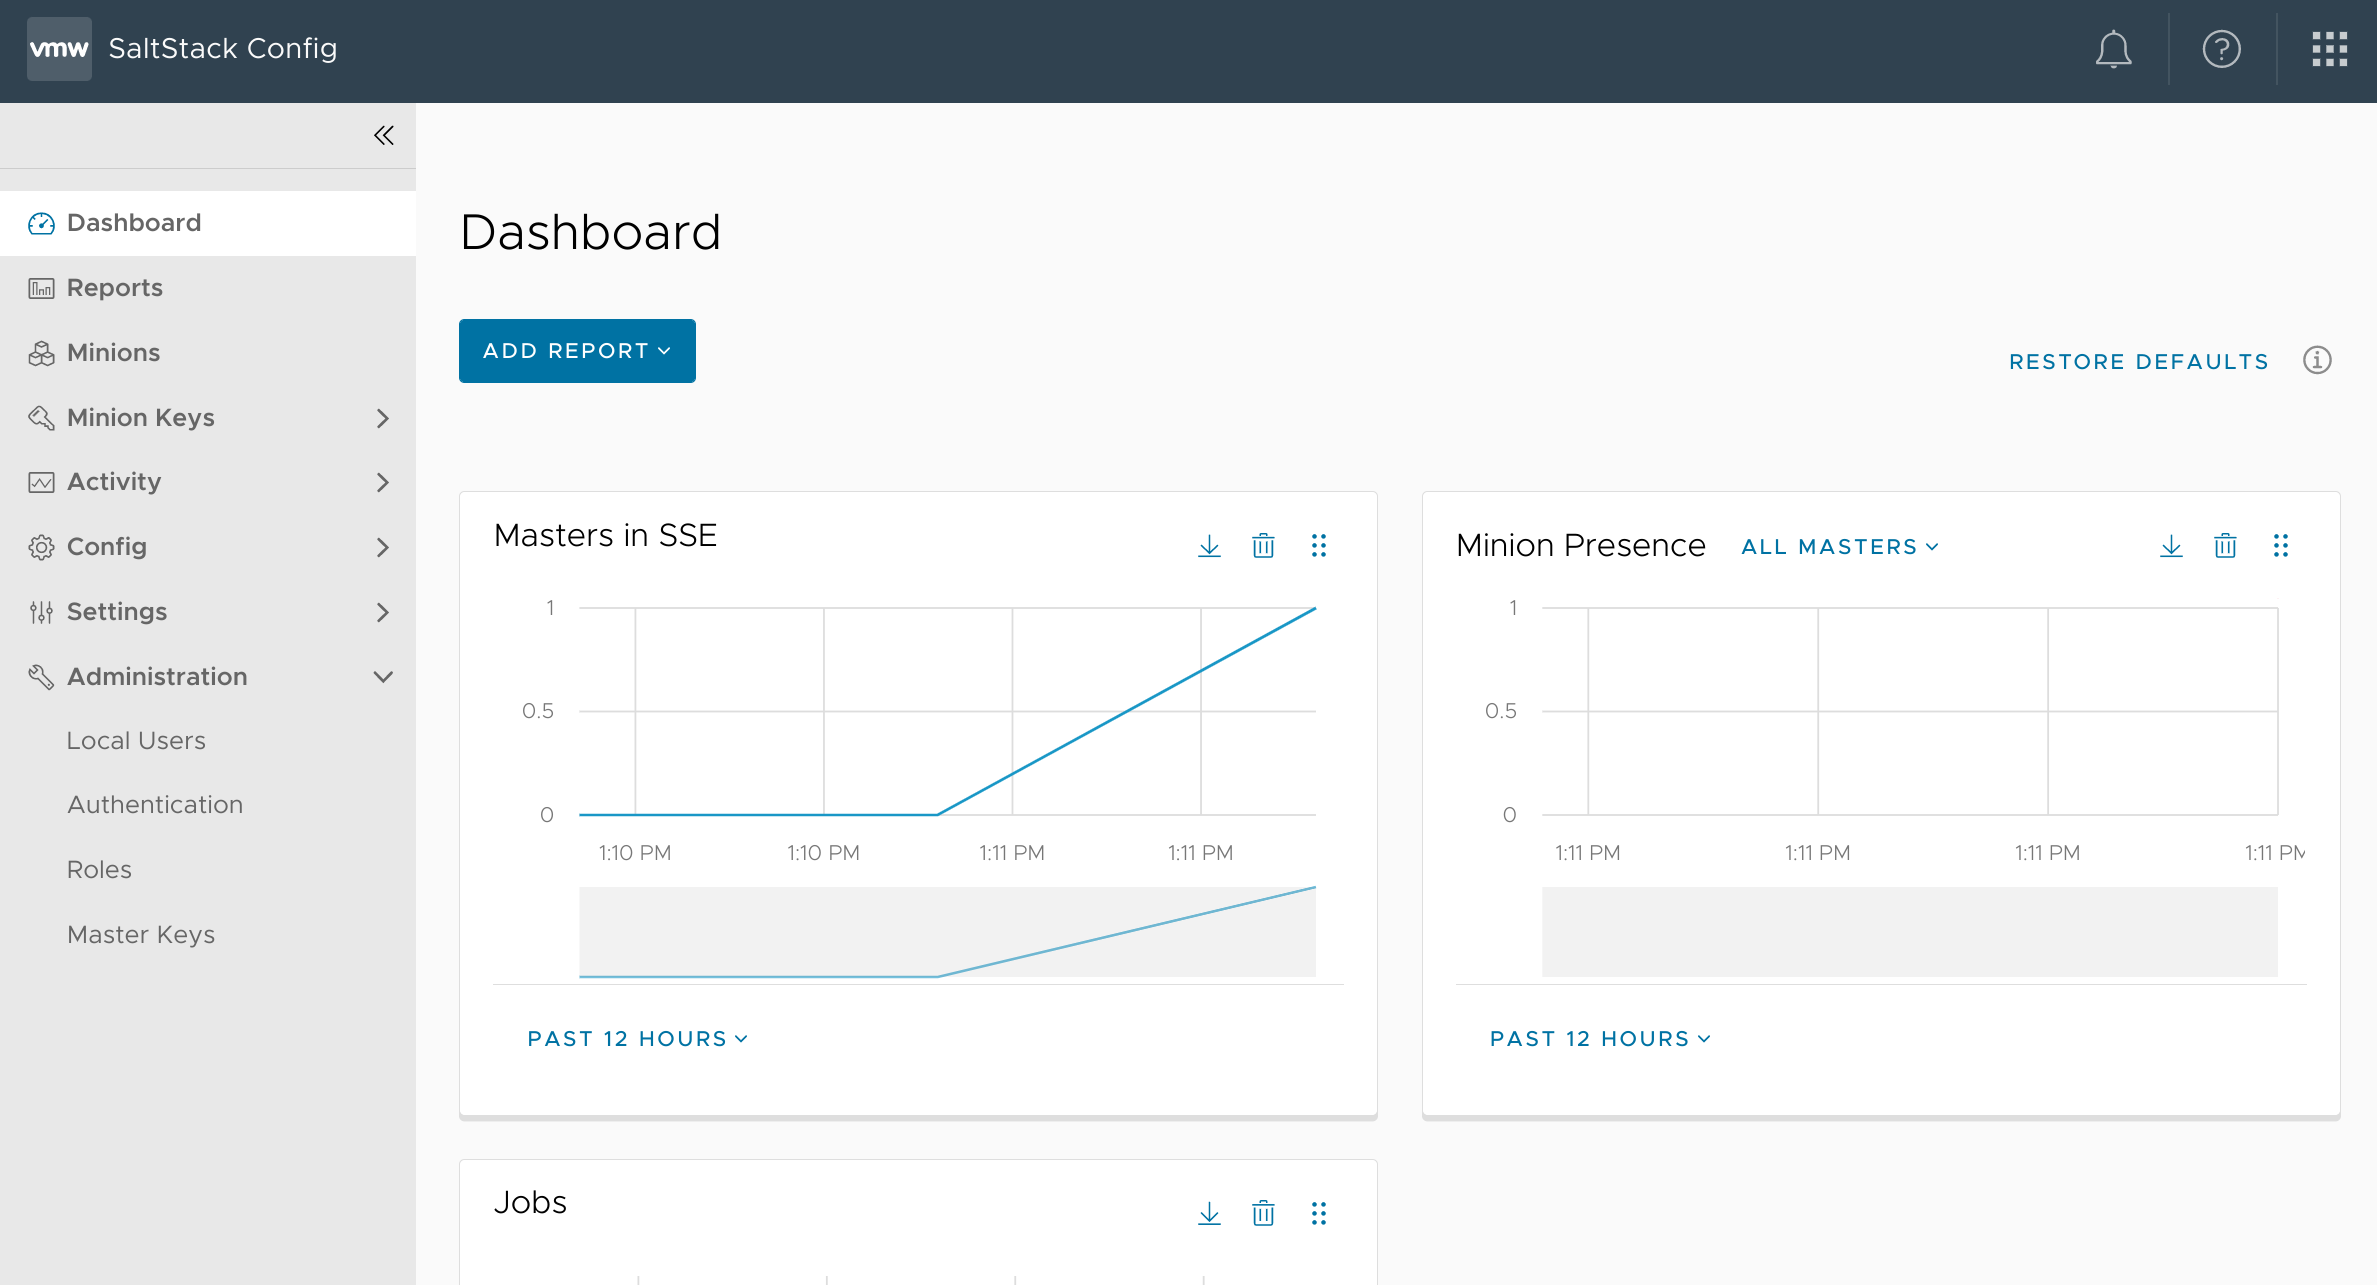 vmw SaltStack Config
Dashboard
Reports
Minions
Minion Keys
Activity
Config
Settings
Administration
Local Users
Authentication
Roles
Master Keys
Dashboard
ADD REPORT
RESTORE DEFAULTS
Masters in SSE
1
0.5
0
1:10 PM 1:10 PM 1:11 PM 1:11 PM
PAST 12 HOURS
Minion Presence ALL MASTERS
1
0.5
0
1:11 PM 1:11 PM 1:11 PM 1:11 PM
PAST 12 HOURS
Jobs